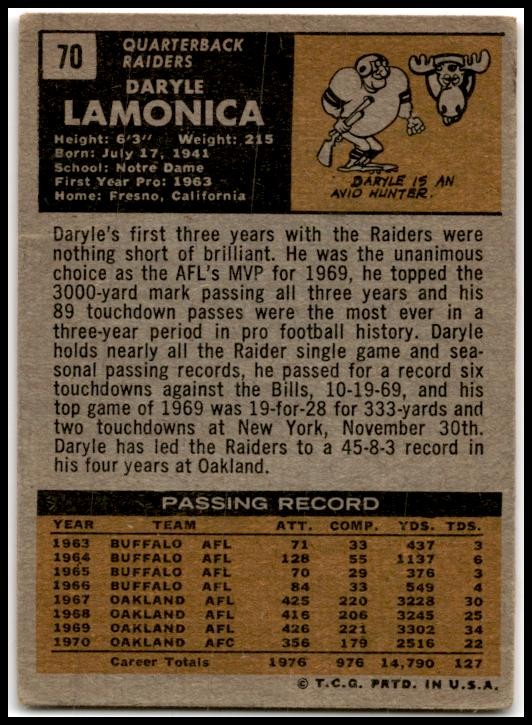 70
QUARTERBACK
RAIDERS
DARYLE
LAMONICA
Height: 6'3" Weight: 215
Born: July 17, 1941
School: Notre Dame
First Year Pro: 1963
Home: Fresno, California
DARYLE IS AN
AVID HUNTER.
Daryle's first three years with the Raiders were
nothing short of brilliant. He was the unanimous
choice as the AFL's MVP for 1969, he topped the
3000-yard mark passing all three years and his
89 touchdown passes were the most ever in a
three-year period in pro football history. Daryle
holds nearly all the Raider single game and sea-
sonal passing records, he passed for a record six
touchdowns against the Bills, 10-19-69, and his
top game of 1969 was 19-for-28 for 333-yards and
two touchdowns at New York, November 30th.
Daryle has led the Raiders to a 45-8-3 record in
his four years at Oakland.
PASSING RECORD
YEAR TEAM ATT. COMP. YDS. TDS.
1963 BUFFALO AFL 71 33 437 3
1964 BUFFALO AFL 128 55 1137 6
1965 BUFFALO AFL 70 29 376 3
1966 BUFFALO AFL 84 33 549 4
1967 OAKLAND AFL 425 220 3228 30
1968 OAKLAND AFL 416 206 3245 25
1969 OAKLAND AFL 426 221 3302 34
1970 OAKLAND AFC 356 179 2516 22
Career Totals 1976 976 14,790 127
© T.C.G. PRTD. IN U.S.A.